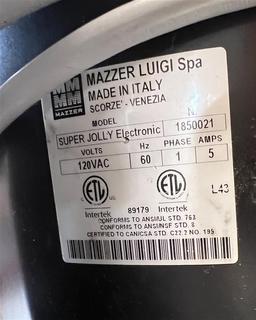 MAZZER LUIGI Spa
MADE IN ITALY
SCORZE' - VENEZIA
MAZZER
MODEL N.
SUPER JOLLY Electronic 1850021
VOLTS Hz PHASE AMPS
120VAC 60 1 5
ETL ETL L43
Intertek 89179 Intertek
CONFORMS TO ANSI/UL STD. 763
CONFORMS TO ANSI/NSF STD. 8
CERTIFIED TO CAN/CSA C22.2 NO. 195